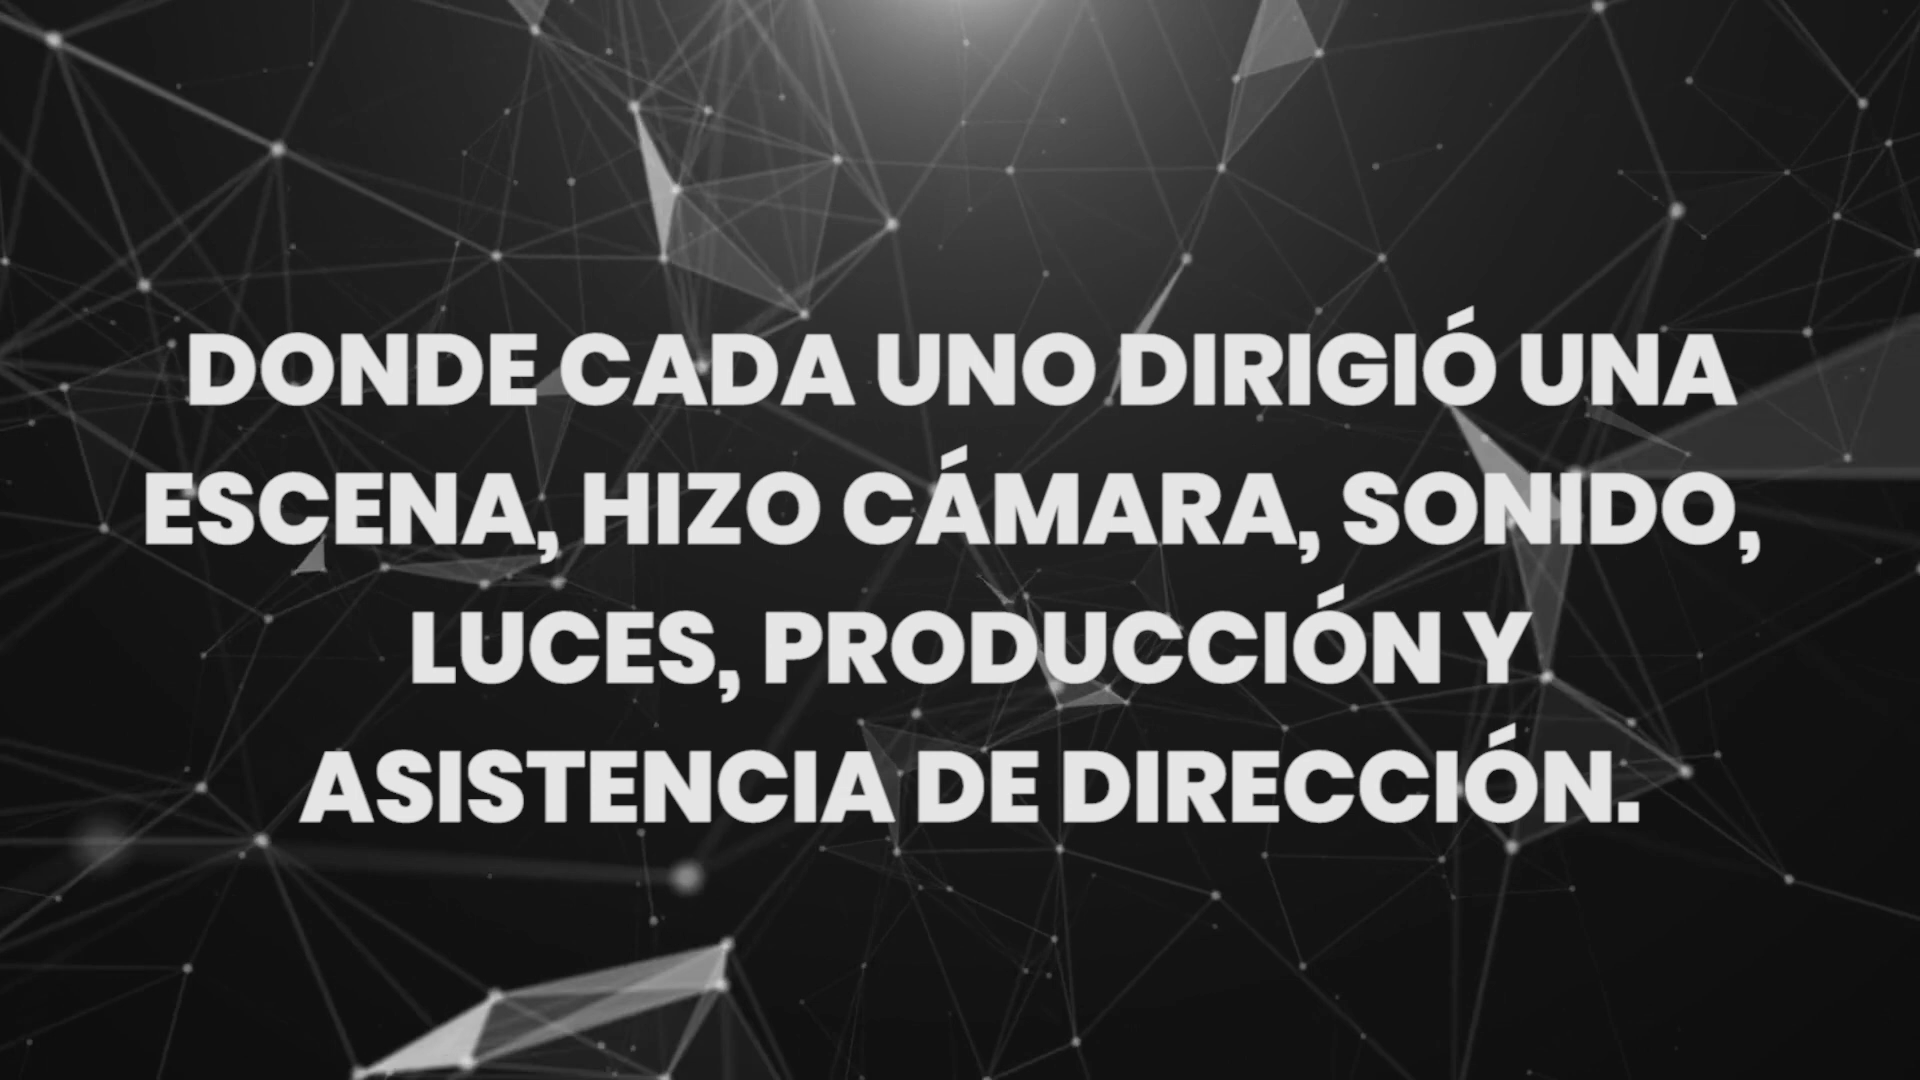 DONDE CADA UNO DIRIGIÓ UNA
ESCENA, HIZO CÁMARA, SONIDO,
LUCES, PRODUCCIÓN Y
ASISTENCIA DE DIRECCIÓN.